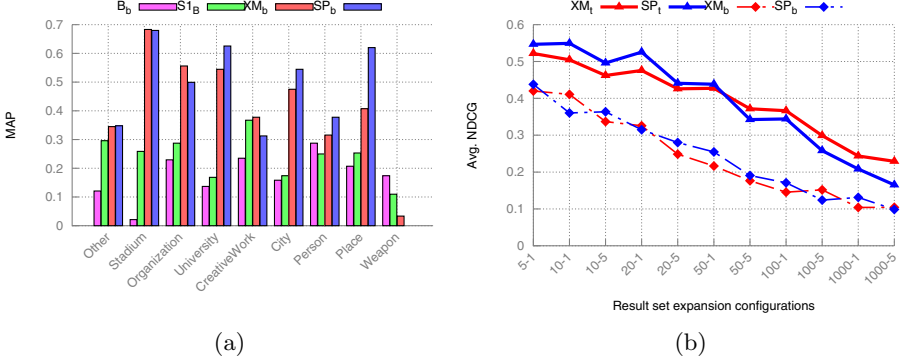 B_b S1_B XM_b SP_b
0.7
0.6
0.5
0.4
0.3
0.2
0.1
0
MAP
Other
Stadium
Organization
University
CreativeWork
City
Person
Place
Weapon
(a)
XM_t SP_t XM_b SP_b
0.6
0.5
0.4
0.3
0.2
0.1
0
Avg. NDCG
5-1
10-1
10-5
20-1
20-5
50-1
50-5
100-1
100-5
1000-1
1000-5
Result set expansion configurations
(b)